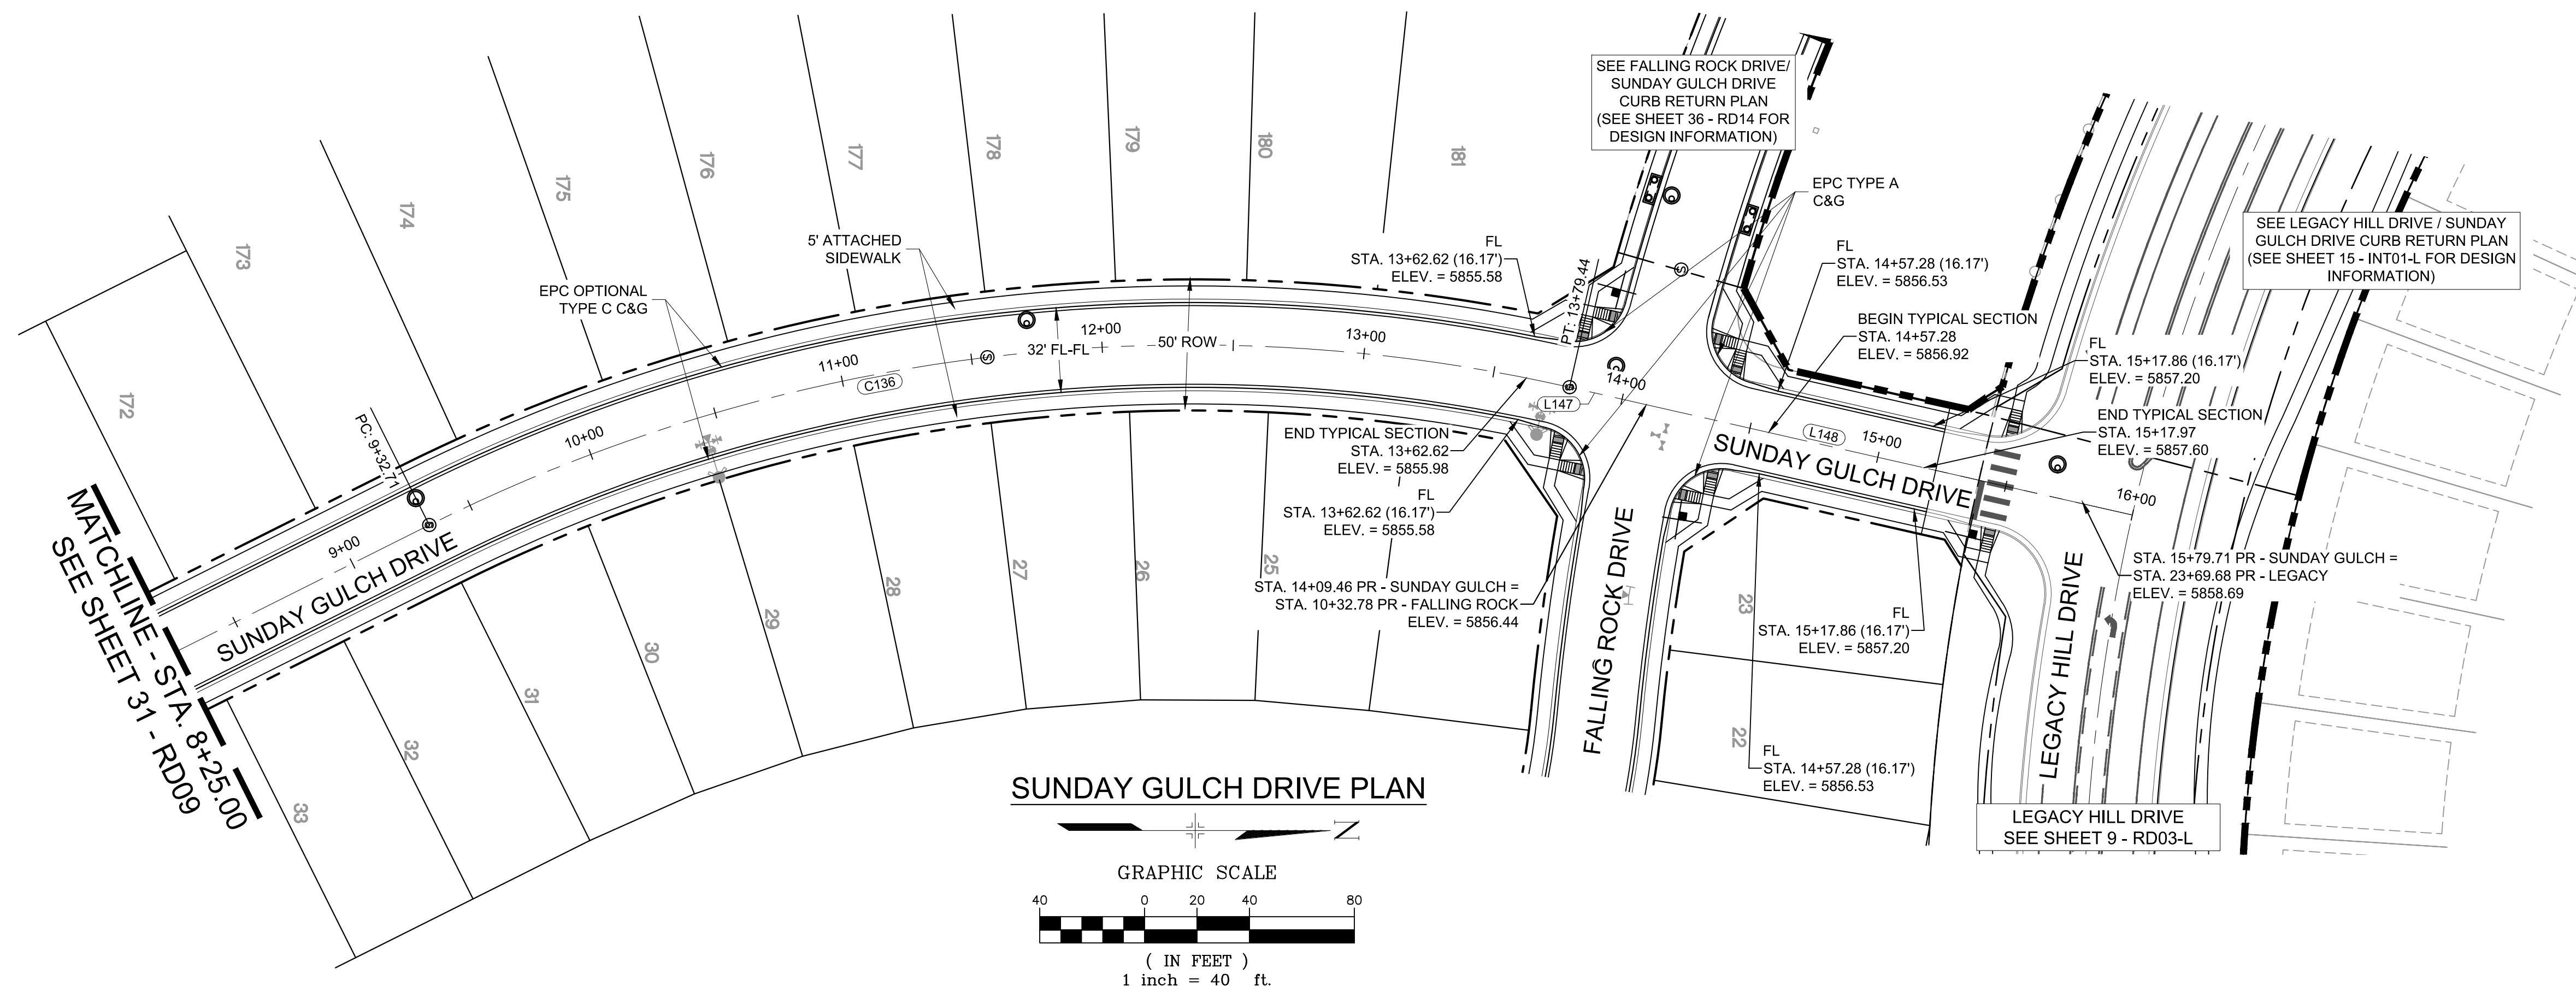 SEE FALLING ROCK DRIVE/
SUNDAY GULCH DRIVE
CURB RETURN PLAN
(SEE SHEET 36 - RD14 FOR
DESIGN INFORMATION)
EPC TYPE A
C&G
SEE LEGACY HILL DRIVE / SUNDAY
GULCH DRIVE CURB RETURN PLAN
(SEE SHEET 15 - INT01-L FOR DESIGN
INFORMATION)
5' ATTACHED
SIDEWALK
EPC OPTIONAL
TYPE C C&G
FL
STA. 13+62.62 (16.17')
ELEV. = 5855.58
PT: 13+79.44
FL
STA. 14+57.28 (16.17')
ELEV. = 5856.53
BEGIN TYPICAL SECTION
STA. 14+57.28
ELEV. = 5856.92
FL
STA. 15+17.86 (16.17')
ELEV. = 5857.20
END TYPICAL SECTION
STA. 15+17.97
ELEV. = 5857.60
172
173
174
175
176
177
178
179
180
181
PC: 9+32.71
9+00
10+00
11+00
12+00
13+00
14+00
15+00
16+00
C136
L147
L148
32' FL-FL
50' ROW
S
S
S
S
SUNDAY GULCH DRIVE
SUNDAY GULCH DRIVE
END TYPICAL SECTION
STA. 13+62.62
ELEV. = 5855.98
FL
STA. 13+62.62 (16.17')
ELEV. = 5855.58
STA. 14+09.46 PR - SUNDAY GULCH =
STA. 10+32.78 PR - FALLING ROCK
ELEV. = 5856.44
STA. 15+79.71 PR - SUNDAY GULCH =
STA. 23+69.68 PR - LEGACY
ELEV. = 5858.69
FL
STA. 15+17.86 (16.17')
ELEV. = 5857.20
FL
STA. 14+57.28 (16.17')
ELEV. = 5856.53
FALLING ROCK DRIVE
LEGACY HILL DRIVE
33
32
31
30
29
28
27
26
25
23
22
MATCHLINE - STA. 8+25.00
SEE SHEET 31 - RD09
LEGACY HILL DRIVE
SEE SHEET 9 - RD03-L
SUNDAY GULCH DRIVE PLAN
N
GRAPHIC SCALE
40 0 20 40 80
( IN FEET )
1 inch = 40 ft.